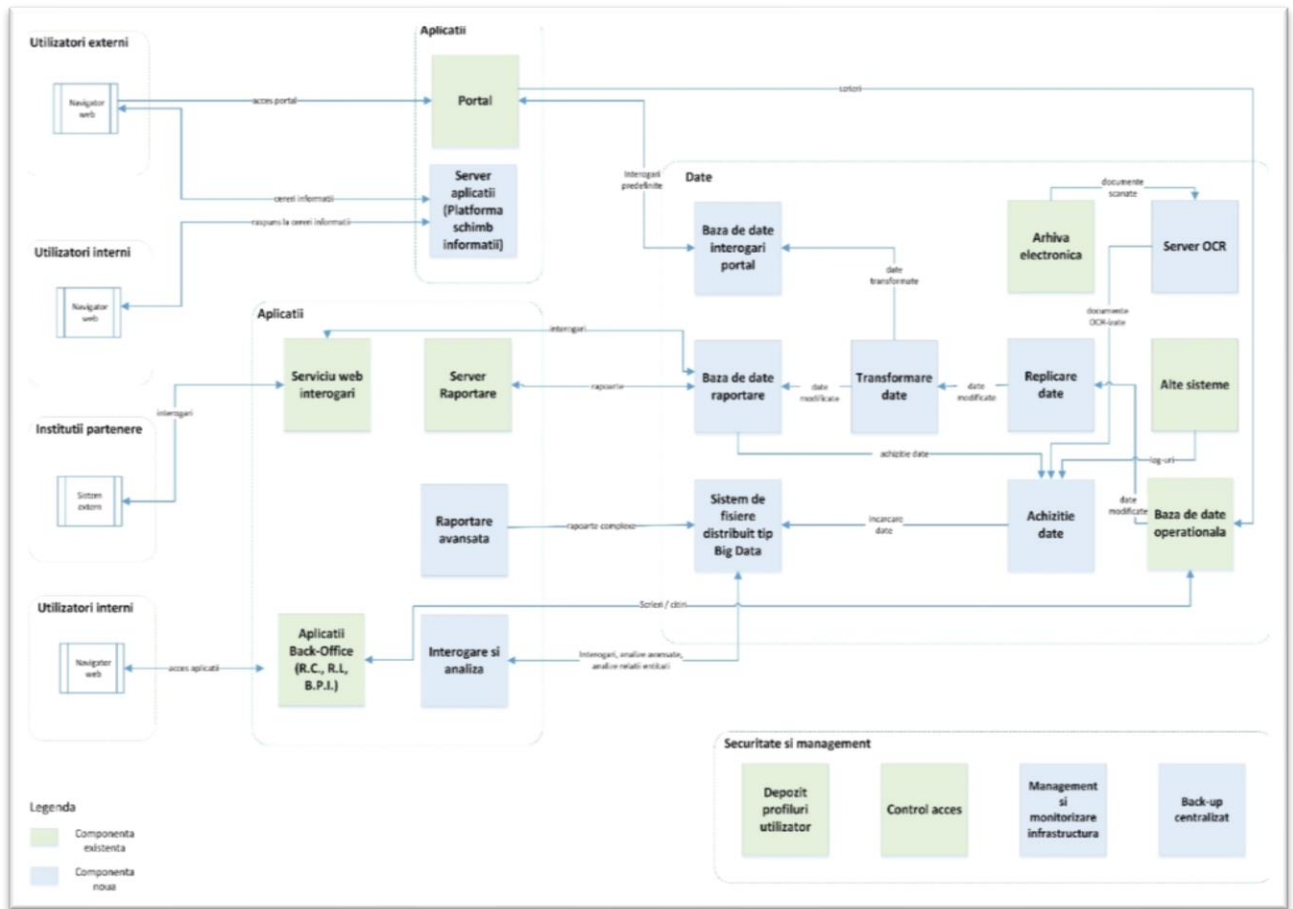 Utilizatori externi
Navigator
web
acces portal
cereri informatii
raspuns la cereri informatii
Aplicatii
Portal
Server
aplicatii
(Platforma
schimb
informatii)
scrieri
Interogari
predefinite
Utilizatori interni
Navigator
web
Date
Baza de date
interogari
portal
documente
scanate
Arhiva
electronica
Server OCR
date
transformate
documente
OCR-izate
Aplicatii
interogari
Serviciu web
interogari
Server
Raportare
rapoarte
Baza de date
raportare
date
modificate
Transformare
date
date
modificate
Replicare
date
Alte sisteme
interogari
Institutii partenere
Sistem
extern
achizitie date
log-uri
Raportare
avansata
rapoarte complexe
Sistem de
fisiere
distribuit tip
Big Data
incarcare
date
Achizitie
date
date
modificate
Baza de date
operationala
Utilizatori interni
Navigator
web
acces aplicatii
Aplicatii
Back-Office
(R.C., R.I.,
B.P.I.)
Interogare si
analiza
Scrieri / citiri
Interogari, analize avansate,
analize relatii entitati
Securitate si management
Depozit
profiluri
utilizator
Control acces
Management
si
monitorizare
infrastructura
Back-up
centralizat
Legenda
Componenta
existenta
Componenta
noua